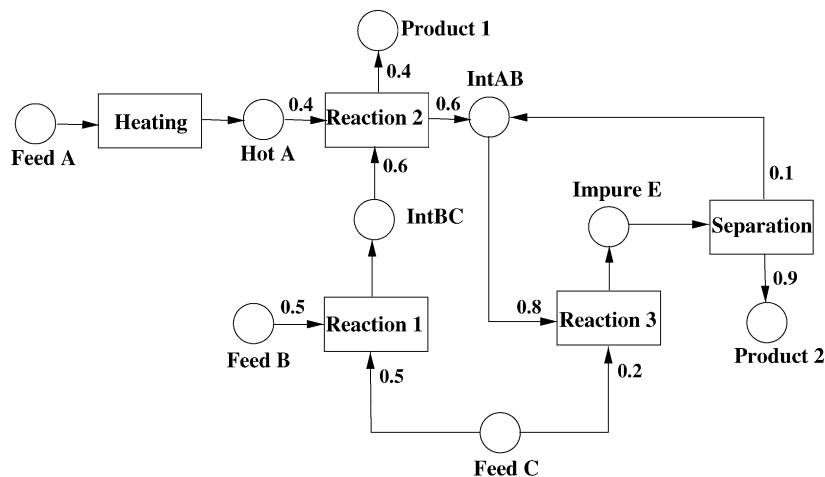 Product 1
0.4
IntAB
Heating
0.4
Reaction 2
0.6
Feed A
Hot A
0.6
0.1
Impure E
IntBC
Separation
0.9
0.5
Reaction 1
0.8
Reaction 3
Feed B
Product 2
0.5
0.2
Feed C